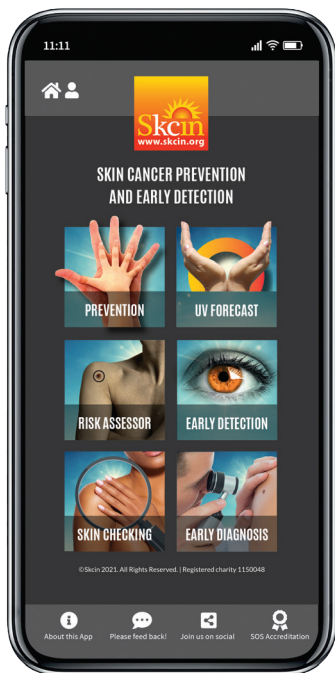 11:11
Skcin
www.skcin.org
SKIN CANCER PREVENTION
AND EARLY DETECTION
PREVENTION
UV FORECAST
RISK ASSESSOR
EARLY DETECTION
SKIN CHECKING
EARLY DIAGNOSIS
©Skcin 2021. All Rights Reserved. | Registered charity 1150048
About this App
Please feed back!
Join us on social
SOS Accreditation